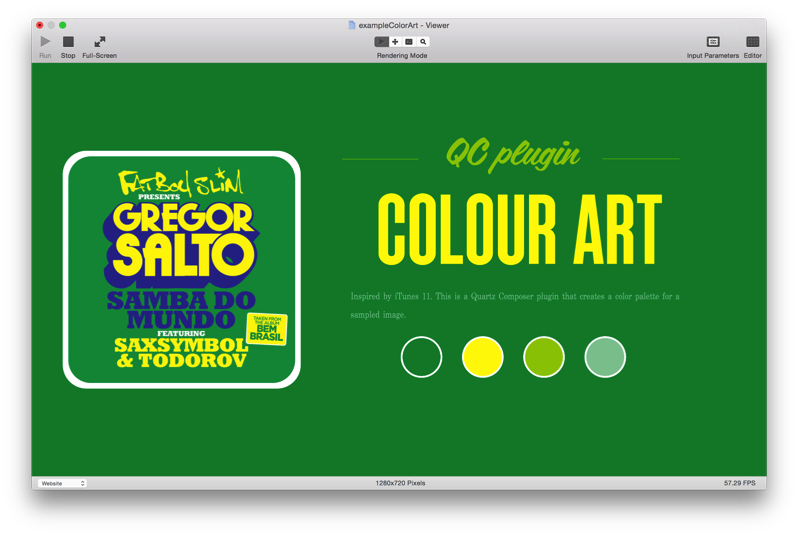 exampleColorArt - Viewer
Run Stop Full-Screen
Rendering Mode
Input Parameters Editor
FATBOY SLIM
PRESENTS
GREGOR
SALTO
SAMBA DO
MUNDO
FEATURING
SAXSYMBOL
& TODOROV
TAKEN FROM
THE ALBUM
BEM
BRASIL
QC plugin
COLOUR ART
Inspired by iTunes 11. This is a Quartz Composer plugin that creates a color palette for a
sampled image.
Website 1280x720 Pixels 57.29 FPS